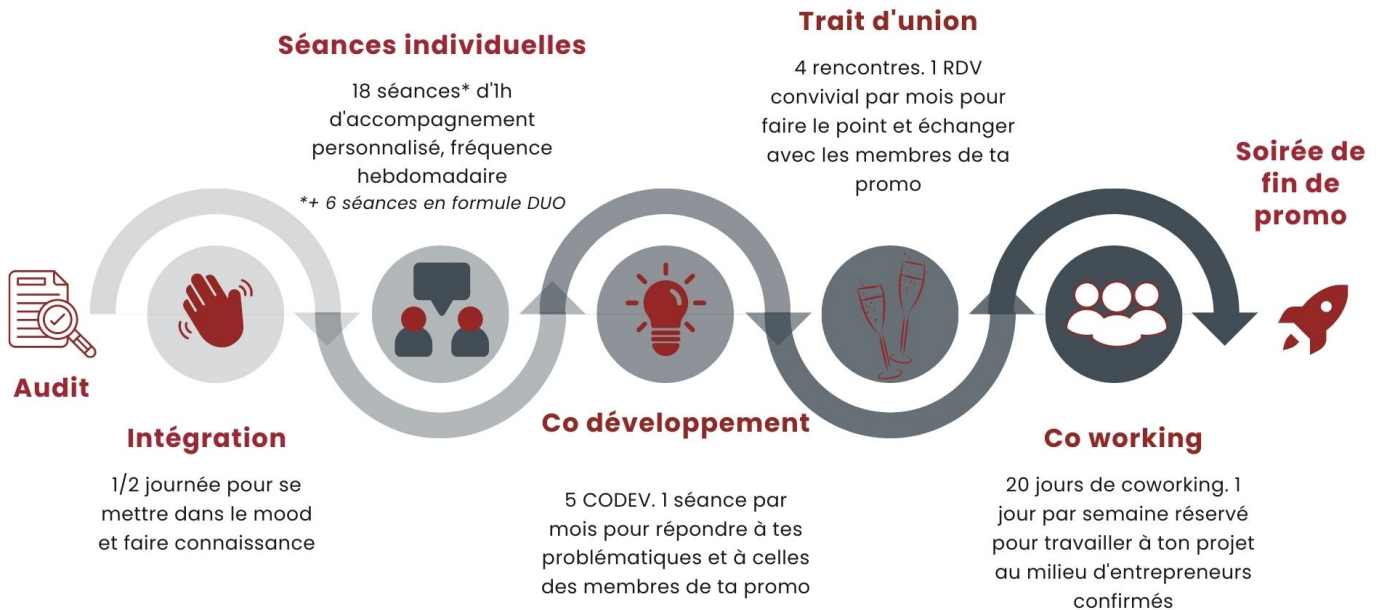 Audit
Intégration
1/2 journée pour se
mettre dans le mood
et faire connaissance
Séances individuelles
18 séances* d'1h
d'accompagnement
personnalisé, fréquence
hebdomadaire
*+ 6 séances en formule DUO
Co développement
5 CODEV. 1 séance par
mois pour répondre à tes
problématiques et à celles
des membres de ta promo
Trait d'union
4 rencontres. 1 RDV
convivial par mois pour
faire le point et échanger
avec les membres de ta
promo
Co working
20 jours de coworking. 1
jour par semaine réservé
pour travailler à ton projet
au milieu d'entrepreneurs
confirmés
Soirée de
fin de
promo